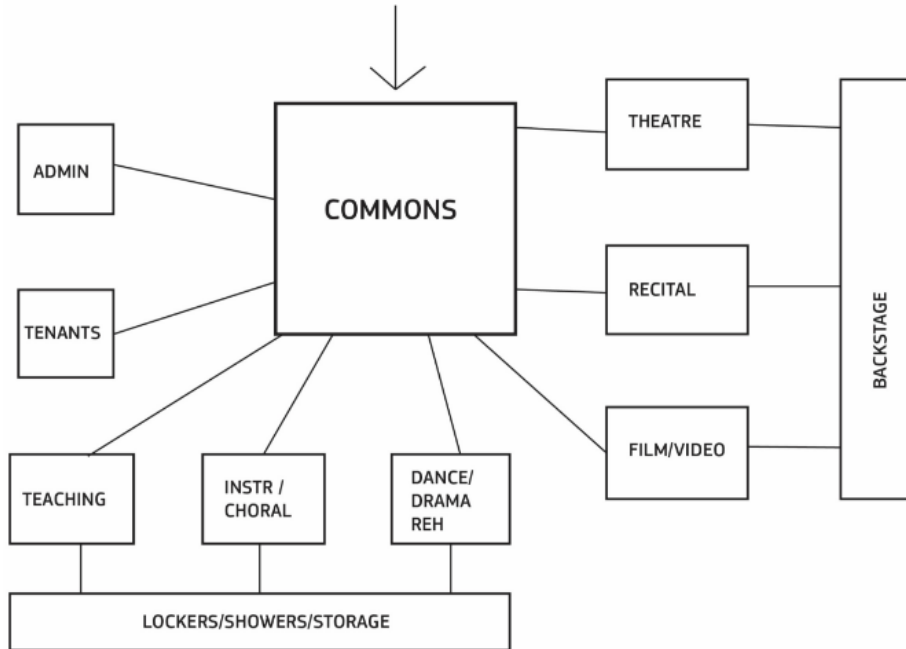 THEATRE
ADMIN
COMMONS
RECITAL
TENANTS
BACKSTAGE
FILM/VIDEO
TEACHING
INSTR /
CHORAL
DANCE/
DRAMA
REH
LOCKERS/SHOWERS/STORAGE